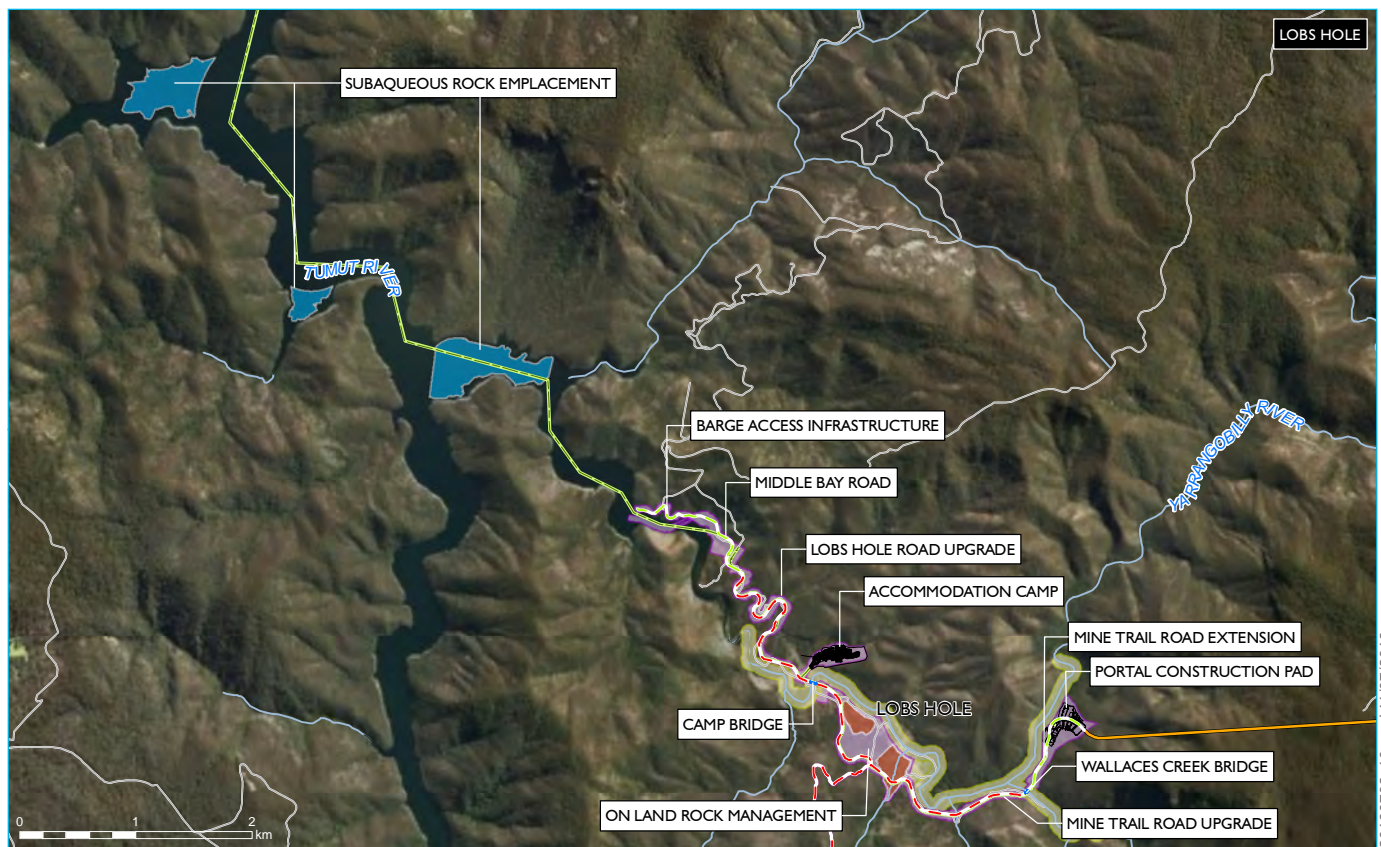 LOBS HOLE
SUBAQUEOUS ROCK EMPLACEMENT
TUMUT RIVER
YARRANGOBILLY RIVER
BARGE ACCESS INFRASTRUCTURE
MIDDLE BAY ROAD
LOBS HOLE ROAD UPGRADE
ACCOMMODATION CAMP
MINE TRAIL ROAD EXTENSION
PORTAL CONSTRUCTION PAD
LOBS HOLE
CAMP BRIDGE
WALLACES CREEK BRIDGE
ON LAND ROCK MANAGEMENT
MINE TRAIL ROAD UPGRADE
0 1 2
km